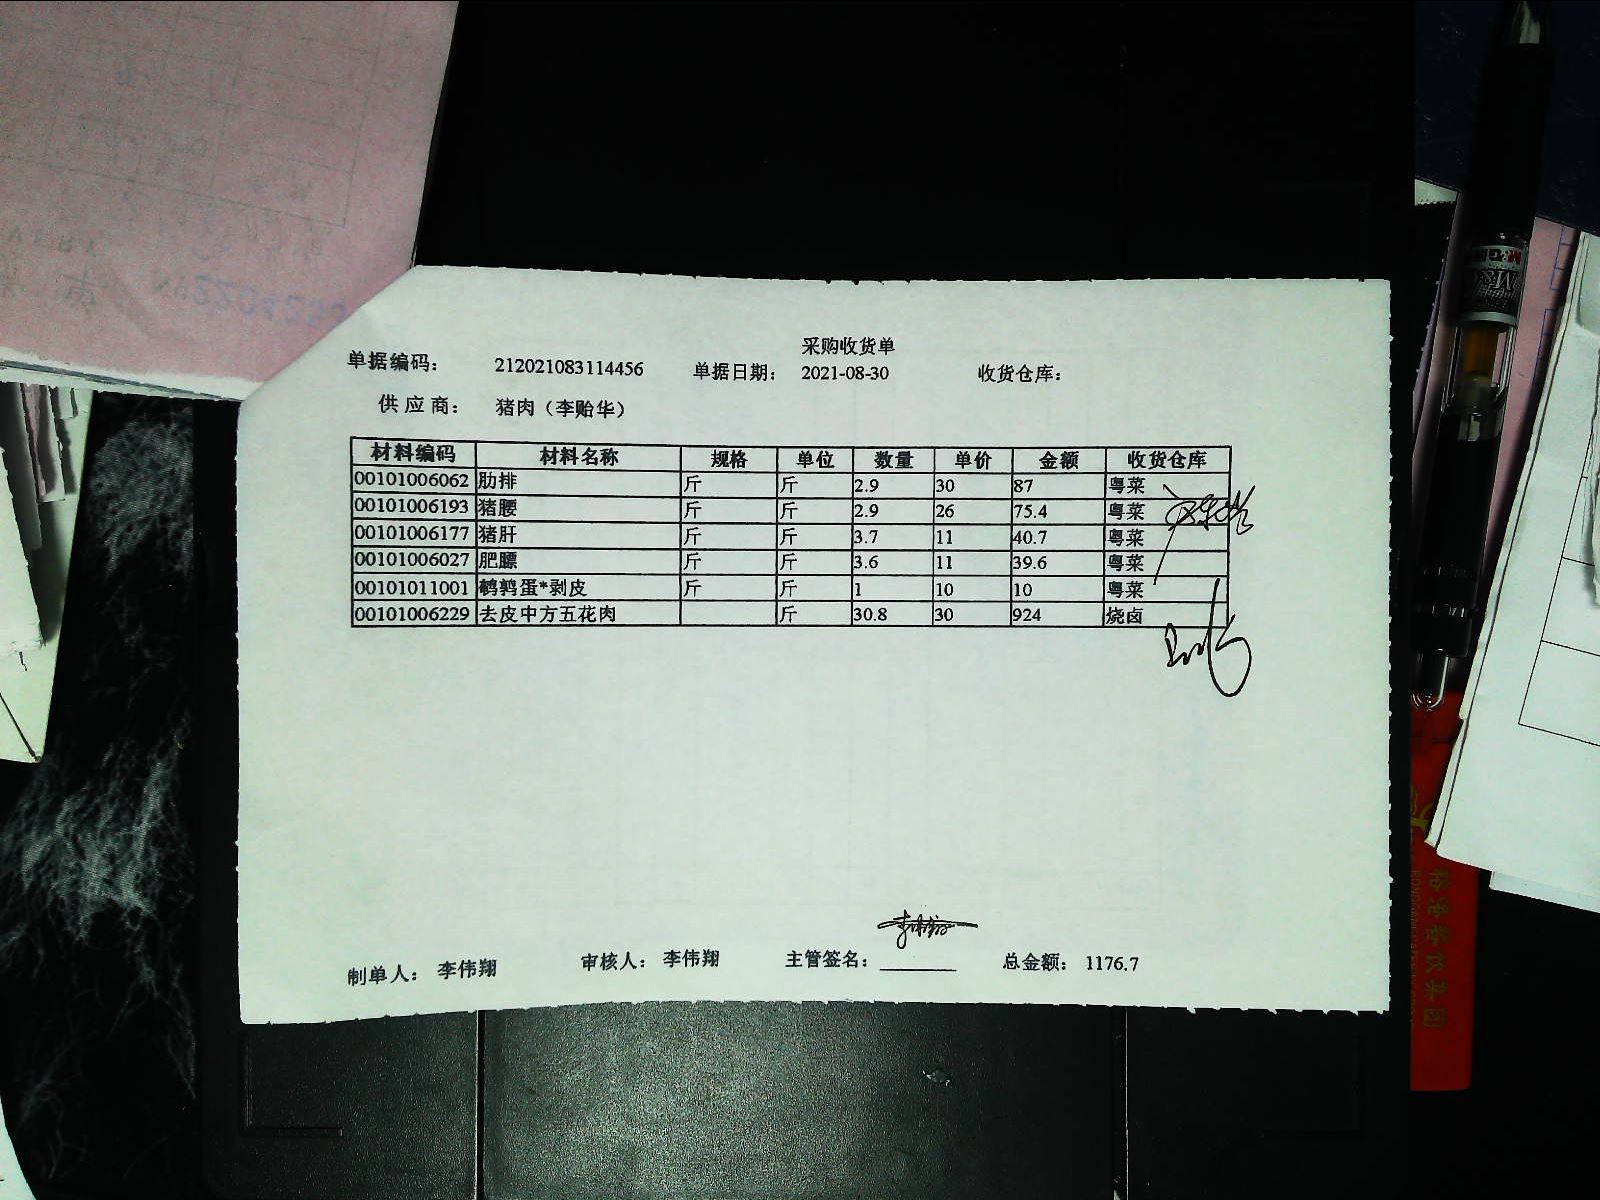 采购收货单
单据编码： 212021083114456 单据日期： 2021-08-30 收货仓库：
供应商： 猪肉（李贻华）
材料编码 材料名称 规格 单位 数量 单价 金额 收货仓库
00101006062 肋排 斤 斤 2.9 30 87 粤菜
00101006193 猪腰 斤 斤 2.9 26 75.4 粤菜
00101006177 猪肝 斤 斤 3.7 11 40.7 粤菜
00101006027 肥膘 斤 斤 3.6 11 39.6 粤菜
00101011001 鹌鹑蛋*剥皮 斤 斤 1 10 10 粤菜
00101006229 去皮中方五花肉 斤 30.8 30 924 烧卤
制单人： 李伟翔 审核人： 李伟翔 主管签名： 总金额： 1176.7